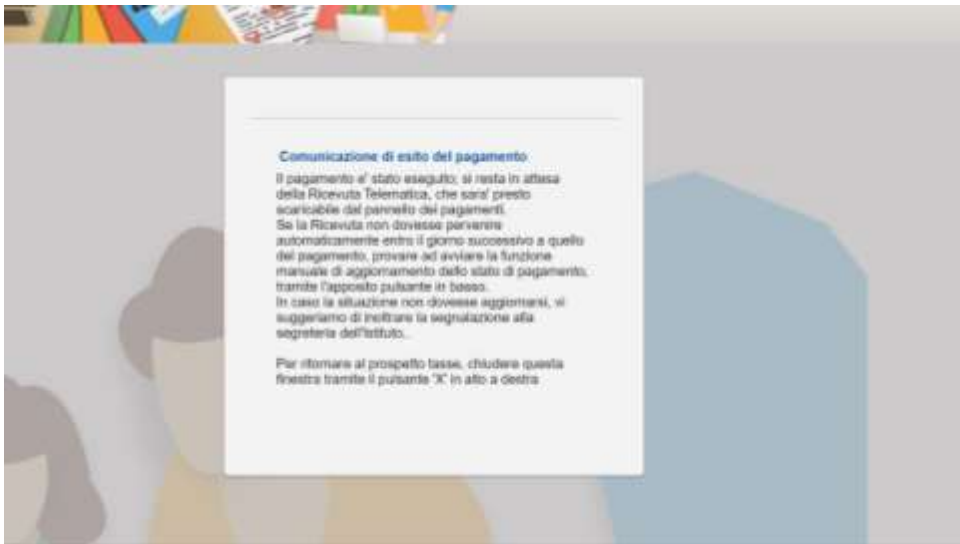 Comunicazione di esito del pagamento
Il pagamento e' stato eseguito; si resta in attesa
della Ricevuta Telematica, che sara' presto
scaricabile dal pannello dei pagamenti.
Se la Ricevuta non dovesse pervenire
automaticamente entro il giorno successivo a quello
del pagamento, provare ad avviare la funzione
manuale di aggiornamento dello stato di pagamento,
tramite l'apposito pulsante in basso.
In caso la situazione non dovesse aggiornarsi, vi
suggeriamo di inoltrare la segnalazione alla
segreteria dell'Istituto..
Per ritornare al prospetto tasse, chiudere questa
finestra tramite il pulsante 'X' in alto a destra